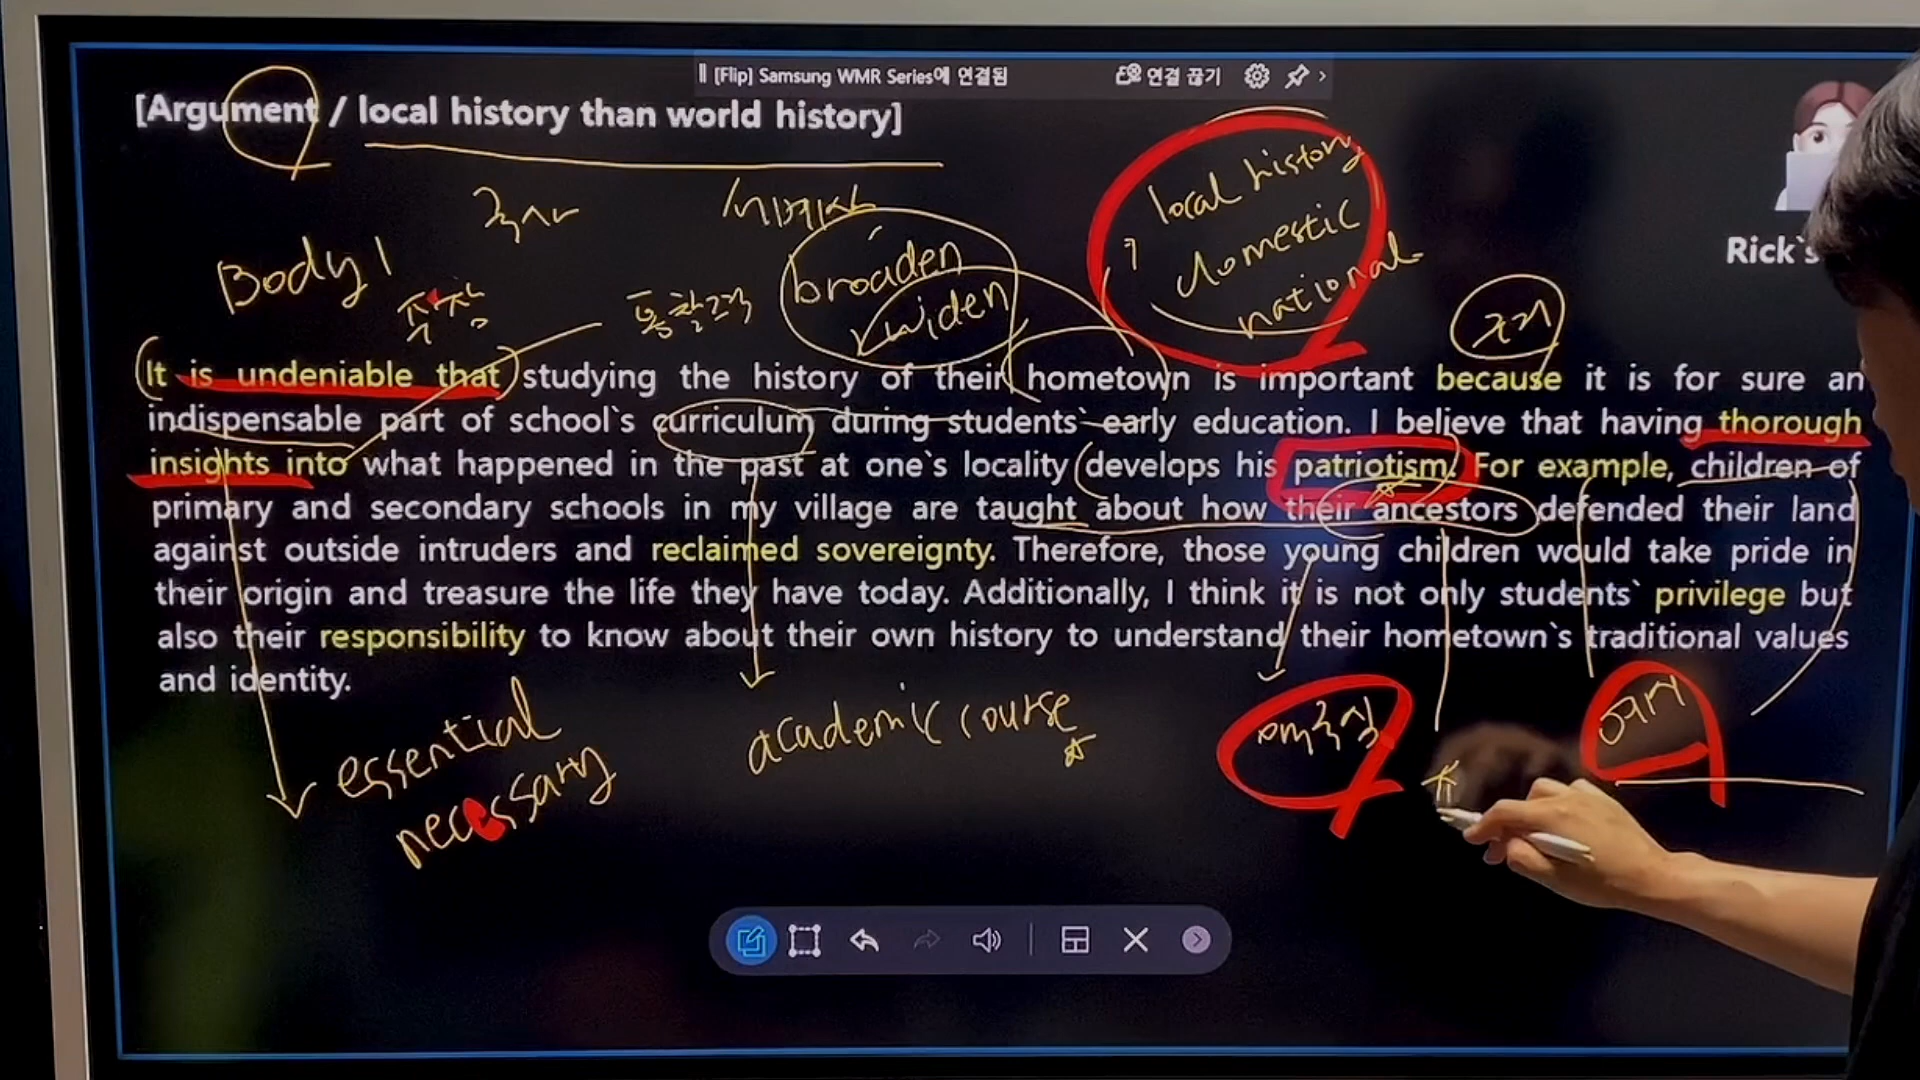 [Flip] Samsung WMR Series에 연결됨
연결 끊기
[Argument / local history than world history]
국사
세계사
local history
domestic
national
Rick`s
Body 1
주장
통찰력
broaden
widen
It is undeniable that studying the history of their hometown is important because it is for sure an
indispensable part of school`s curriculum during students` early education. I believe that having thorough
insights into what happened in the past at one`s locality develops his patriotism. For example, children of
primary and secondary schools in my village are taught about how their ancestors defended their land
against outside intruders and reclaimed sovereignty. Therefore, those young children would take pride in
their origin and treasure the life they have today. Additionally, I think it is not only students` privilege but
also their responsibility to know about their own history to understand their hometown`s traditional values
and identity.
essential
necessary
academic course
애국심
예시